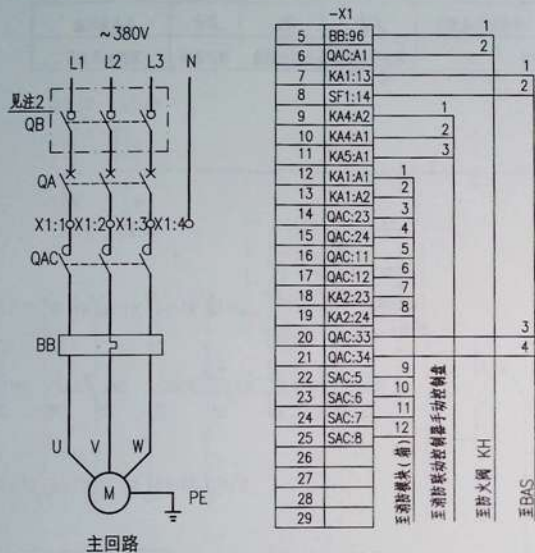 ~380V
L1 L2 L3 N
见注2
QB
QA
X1:1 X1:2 X1:3 X1:4
QAC
BB
U V W
M
PE
主回路
-X1
5 BB:96 1
6 QAC:A1 2
7 KA1:13 1
8 SF1:14 2
9 KA4:A2 1
10 KA4:A1 2
11 KA5:A1 3
12 KA1:A1 1
13 KA1:A2 2
14 QAC:23 3
15 QAC:24 4
16 QAC:11 5
17 QAC:12 6
18 KA2:23 7
19 KA2:24 8
20 QAC:33 3
21 QAC:34 4
22 SAC:5 9
23 SAC:6 10
24 SAC:7 11
25 SAC:8 12
26
27
28
29
至消防模块(箱)
至消防联动控制器手动控制盘
至防火阀 KH
至BAS